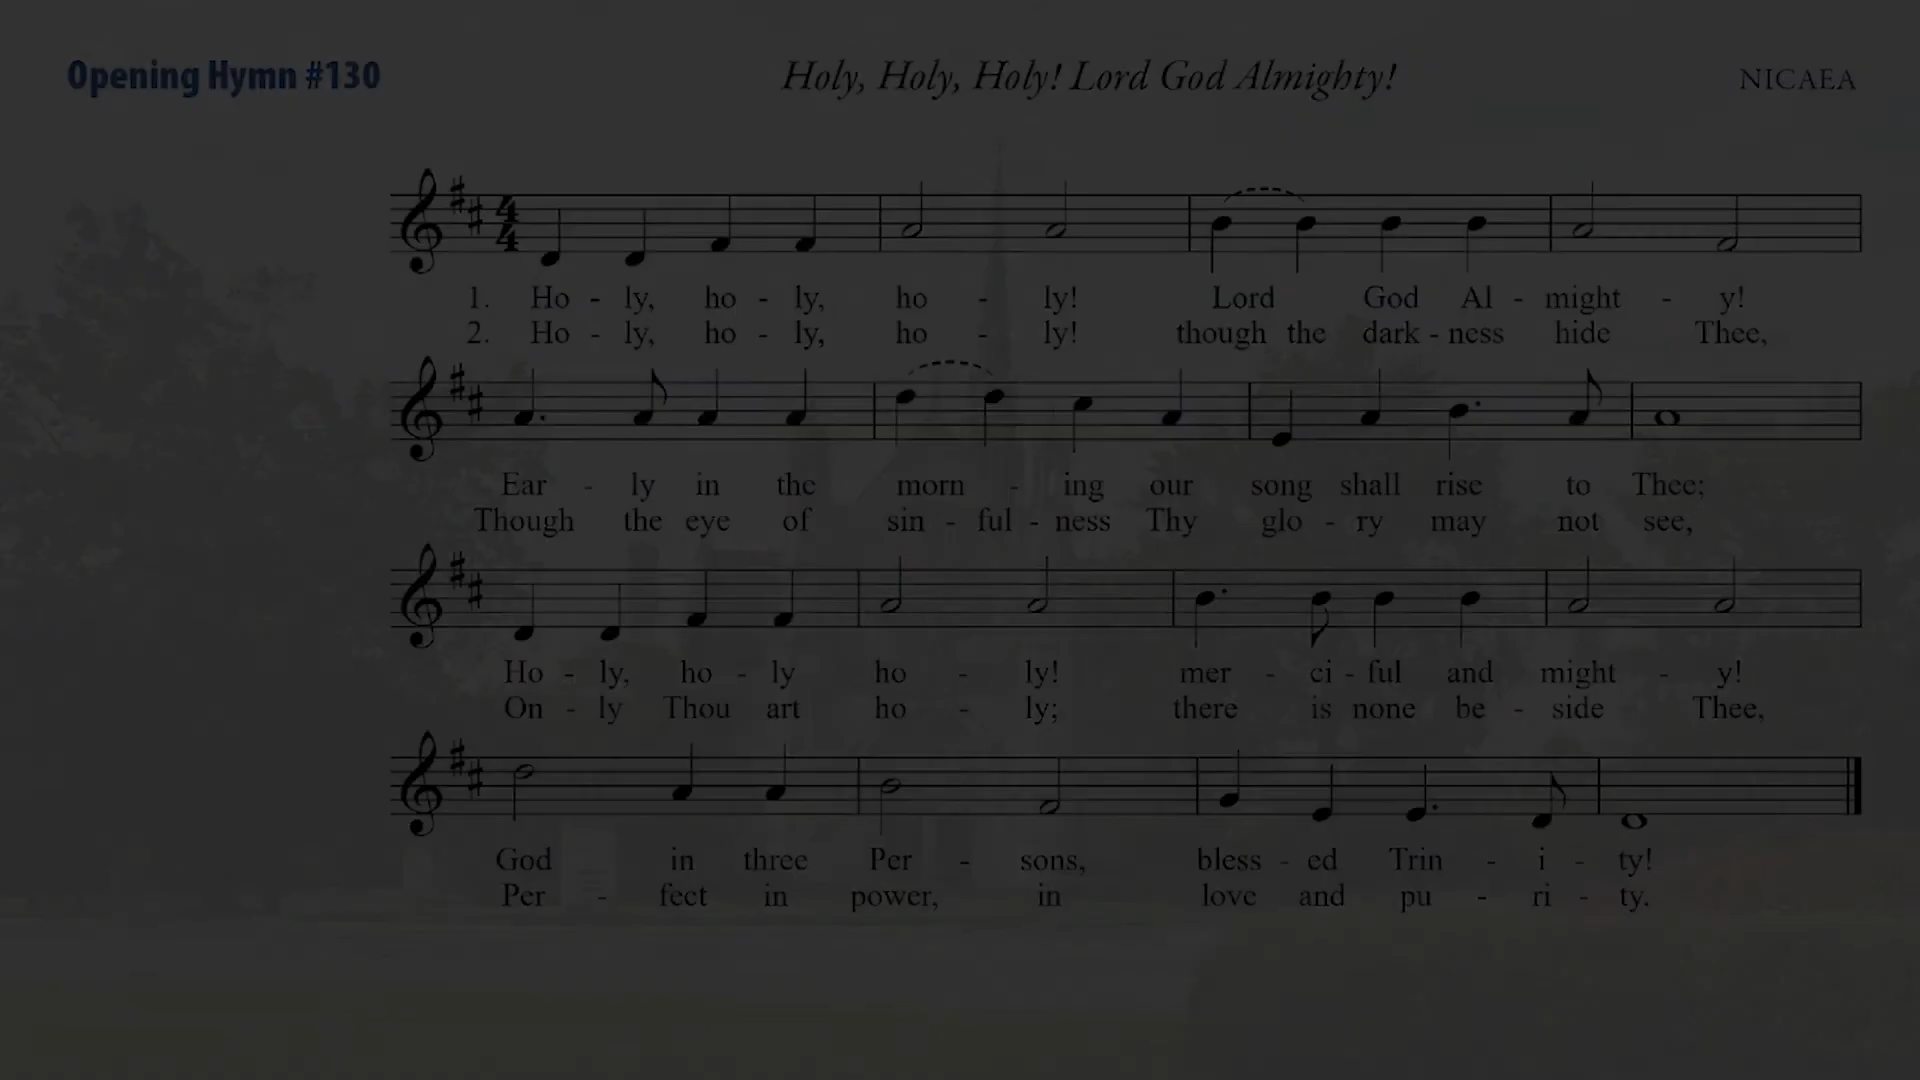 Opening Hymn #130
Holy, Holy, Holy! Lord God Almighty!
NICAEA
1. Ho - ly, ho - ly, ho - ly! Lord God Al - might - y!
2. Ho - ly, ho - ly, ho - ly! though the dark - ness hide Thee,
Ear - ly in the morn - ing our song shall rise to Thee;
Though the eye of sin - ful - ness Thy glo - ry may not see,
Ho - ly, ho - ly ho - ly! mer - ci - ful and might - y!
On - ly Thou art ho - ly; there is none be - side Thee,
God in three Per - sons, bless - ed Trin - i - ty!
Per - fect in power, in love and pu - ri - ty.